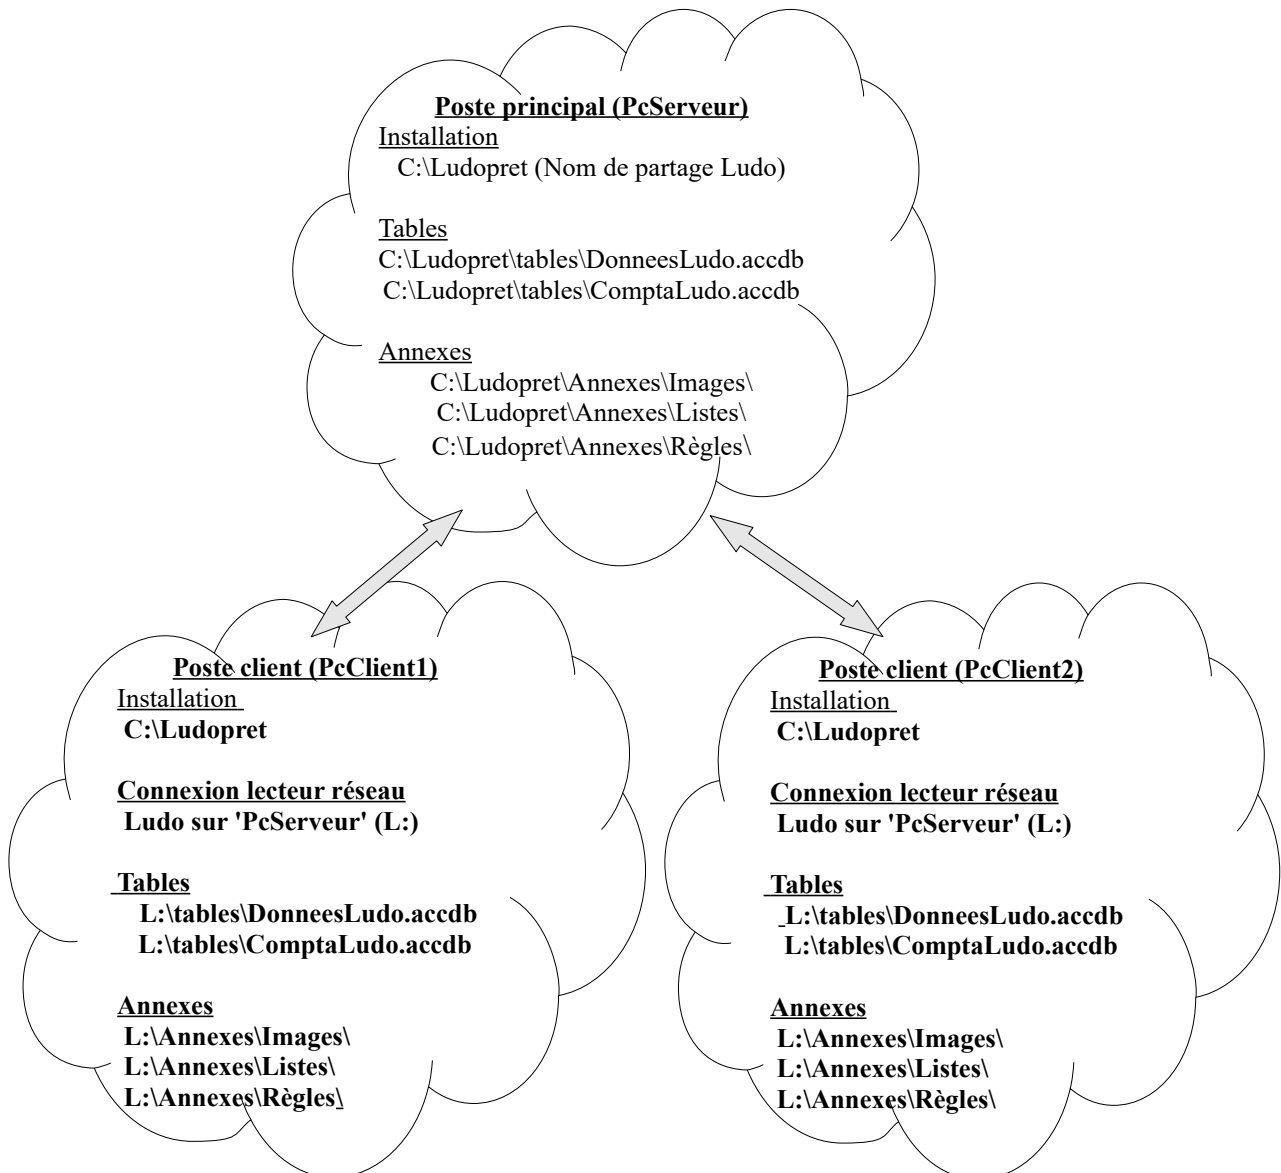 Poste principal (PcServeur)
Installation
C:\Ludopret (Nom de partage Ludo)
Tables
C:\Ludopret\tables\DonneesLudo.accdb
C:\Ludopret\tables\ComptaLudo.accdb
Annexes
C:\Ludopret\Annexes\Images\
C:\Ludopret\Annexes\Listes\
C:\Ludopret\Annexes\Règles\
Poste client (PcClient1)
Installation
C:\Ludopret
Connexion lecteur réseau
Ludo sur 'PcServeur' (L:)
Tables
L:\tables\DonneesLudo.accdb
L:\tables\ComptaLudo.accdb
Annexes
L:\Annexes\Images\
L:\Annexes\Listes\
L:\Annexes\Règles\
Poste client (PcClient2)
Installation
C:\Ludopret
Connexion lecteur réseau
Ludo sur 'PcServeur' (L:)
Tables
L:\tables\DonneesLudo.accdb
L:\tables\ComptaLudo.accdb
Annexes
L:\Annexes\Images\
L:\Annexes\Listes\
L:\Annexes\Règles\